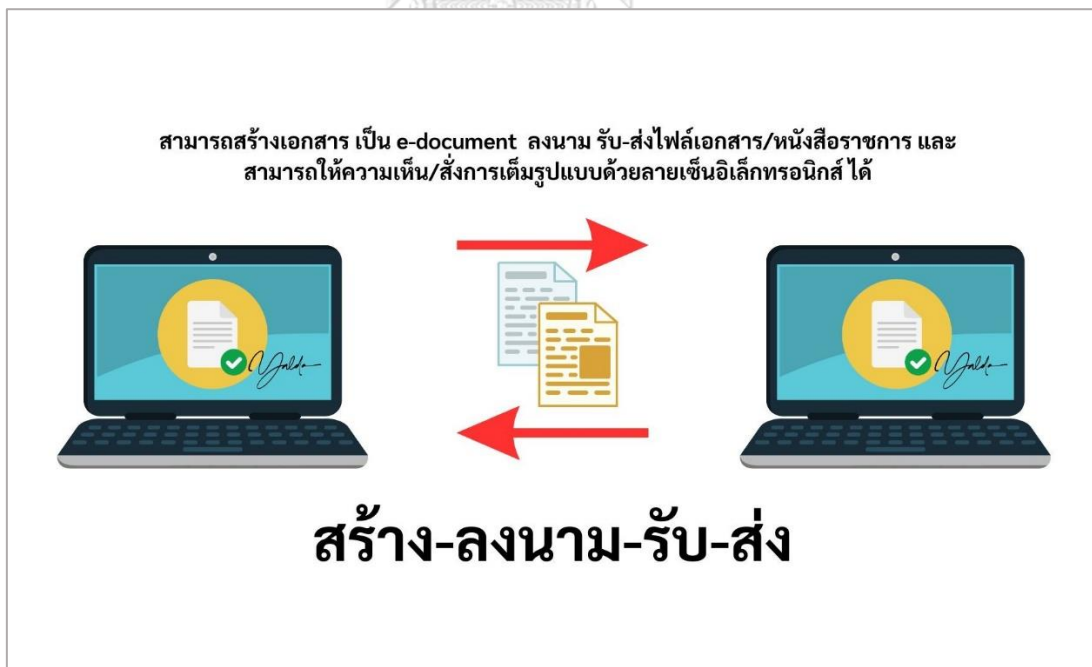 สามารถสร้างเอกสาร เป็น e-document ลงนาม รับ-ส่งไฟล์เอกสาร/หนังสือราชการ และ
สามารถให้ความเห็น/สั่งการเต็มรูปแบบด้วยลายเซ็นอิเล็กทรอนิกส์ ได้
สร้าง-ลงนาม-รับ-ส่ง